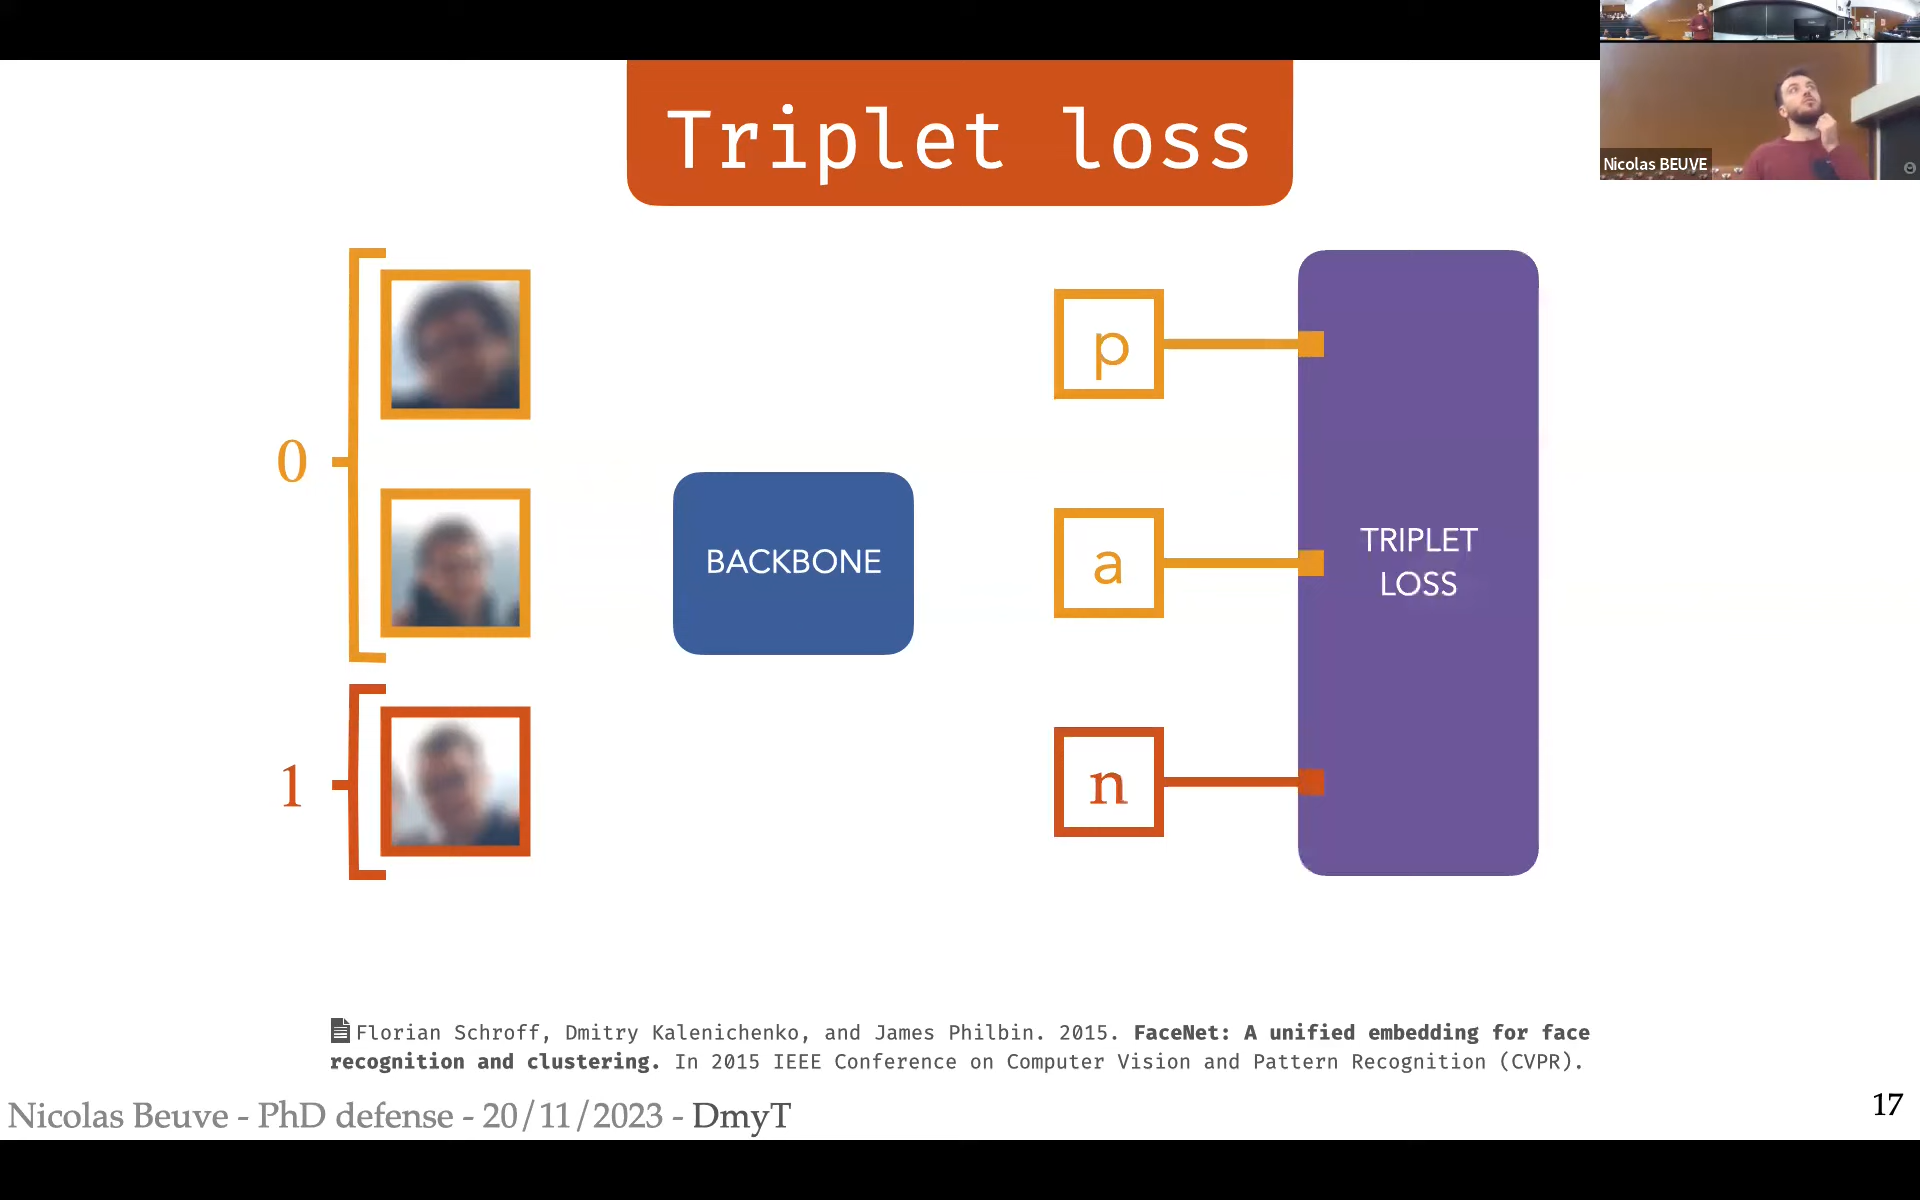 Triplet loss
Nicolas BEUVE
0
1
BACKBONE
p
a
n
TRIPLET
LOSS
Florian Schroff, Dmitry Kalenichenko, and James Philbin. 2015. FaceNet: A unified embedding for face
recognition and clustering. In 2015 IEEE Conference on Computer Vision and Pattern Recognition (CVPR).
Nicolas Beuve - PhD defense - 20/11/2023 - DmyT
17